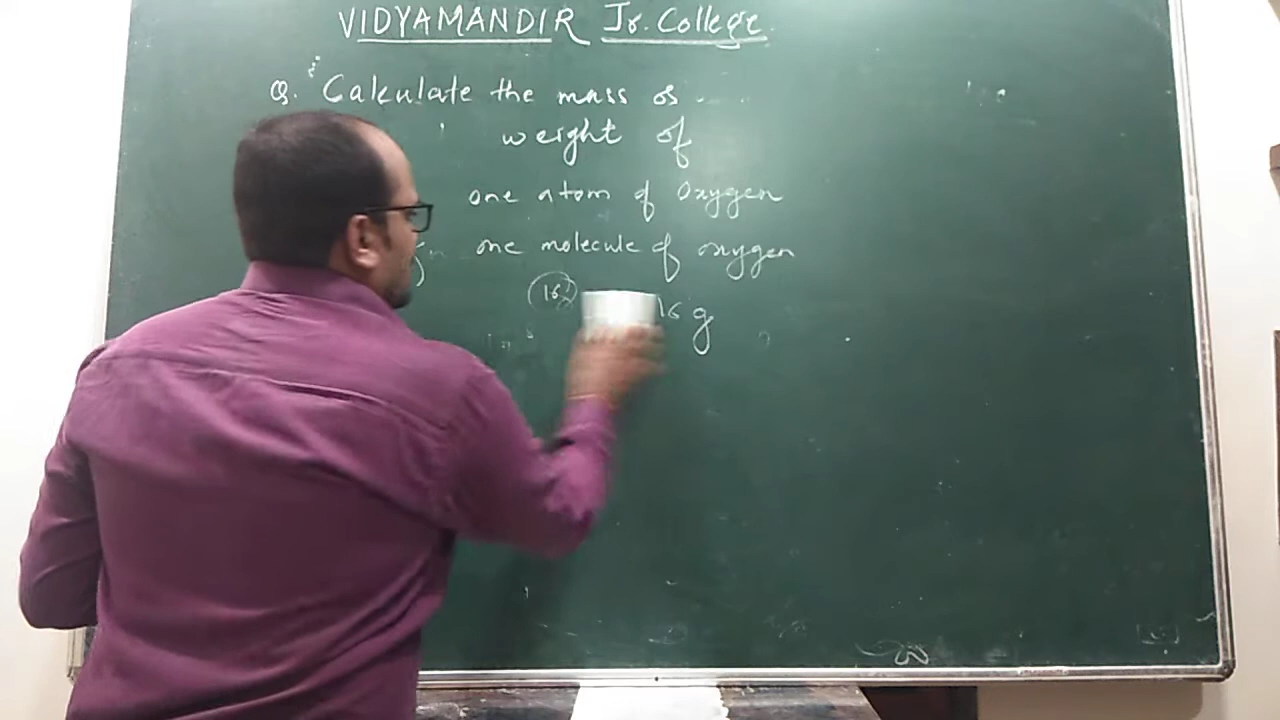 VIDYAMANDIR Jr. College.
Q. Calculate the mass or
weight of
one atom of Oxygen
one molecule of oxygen
16 16 g